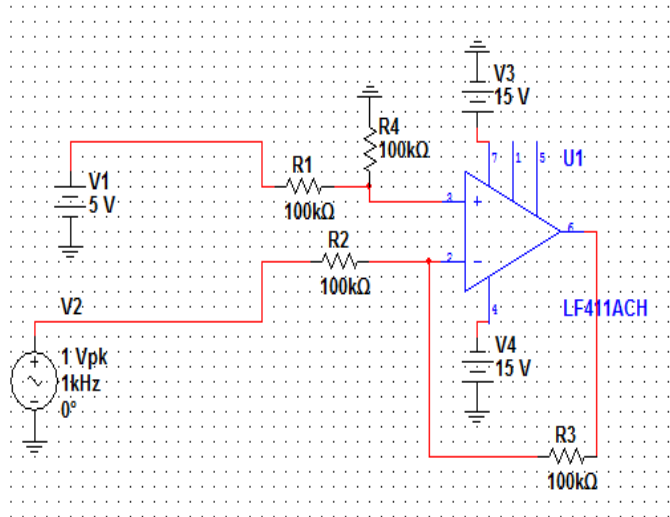 V3
15 V
R4
100kΩ
7
1
5
U1
R1
100kΩ
3
+
V1
5 V
R2
100kΩ
2
−
6
4
LF411ACH
V2
1 Vpk
1kHz
0°
V4
15 V
R3
100kΩ